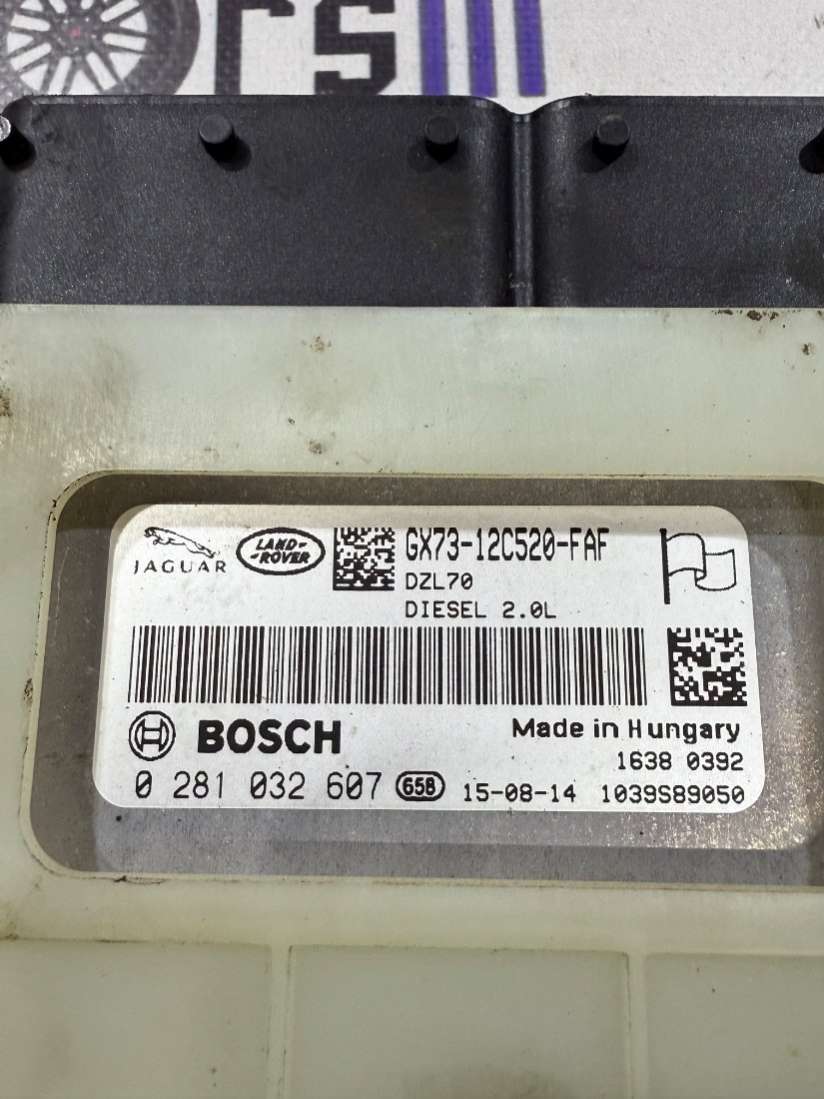 rs
JAGUAR
LAND-
ROVER
GX73-12C520-FAF
DZL70
DIESEL 2.0L
BOSCH
Made in Hungary
1638 0392
0 281 032 607 658 15-08-14 1039S89050